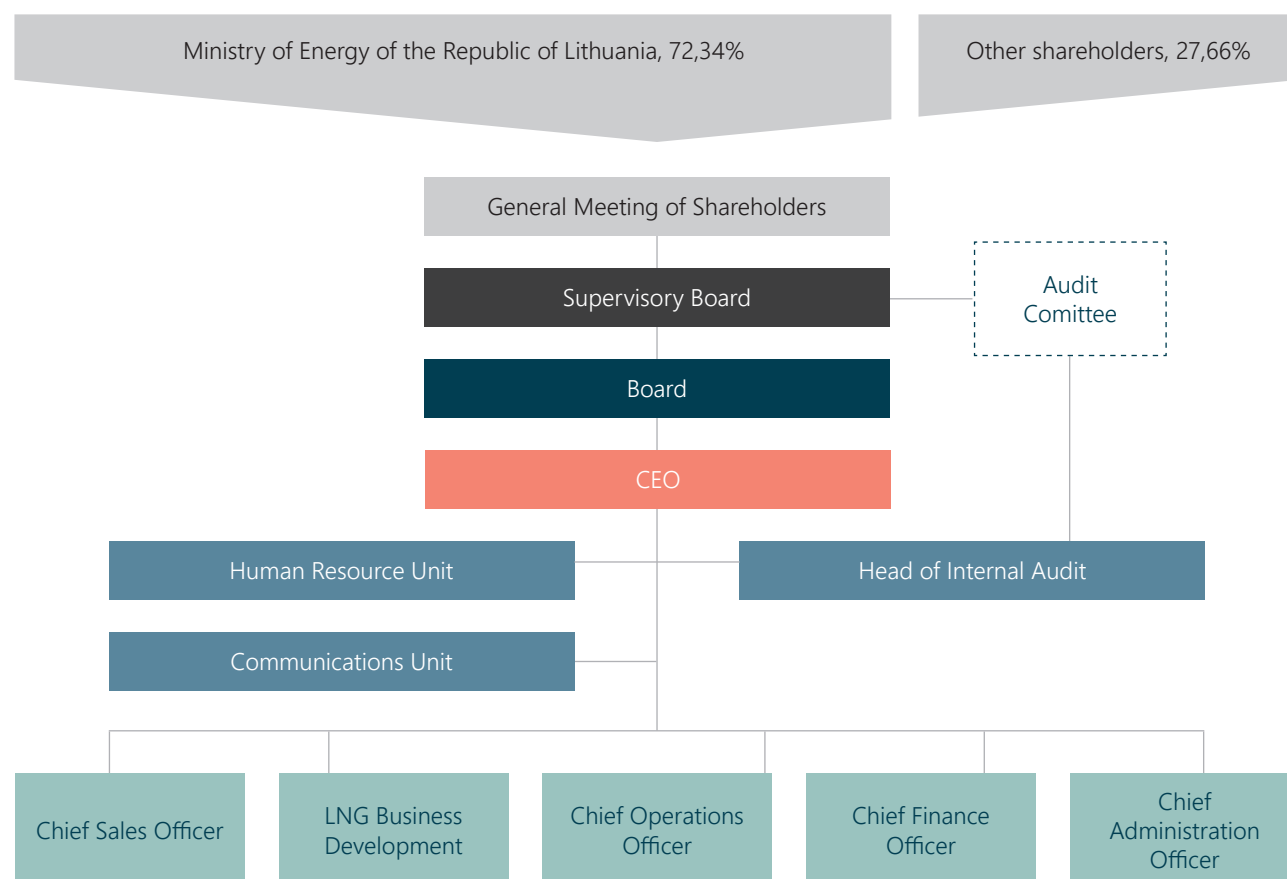 Ministry of Energy of the Republic of Lithuania, 72,34%
Other shareholders, 27,66%
General Meeting of Shareholders
Supervisory Board
Audit
Comittee
Board
CEO
Human Resource Unit
Head of Internal Audit
Communications Unit
Chief Sales Officer
LNG Business
Development
Chief Operations
Officer
Chief Finance
Officer
Chief
Administration
Officer